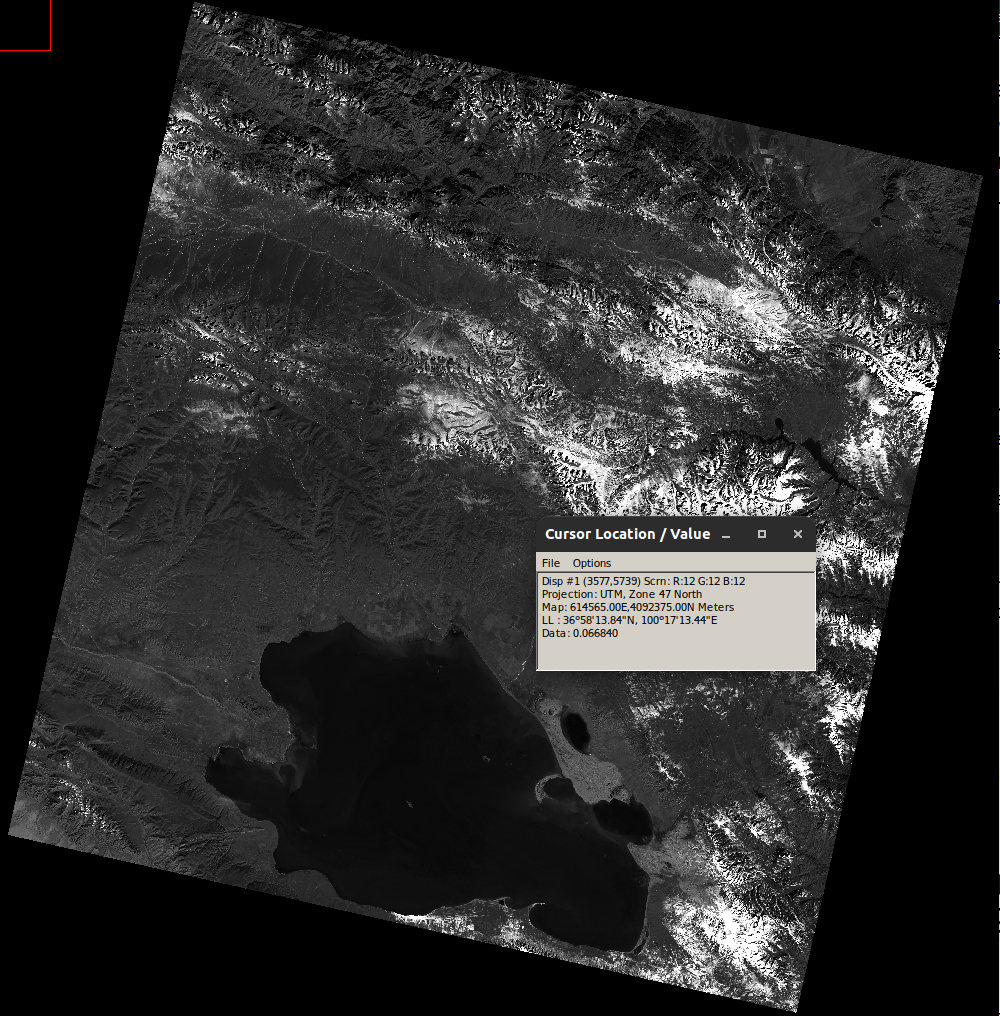 Cursor Location / Value
File Options
Disp #1 (3577,5739) Scrn: R:12 G:12 B:12
Projection: UTM, Zone 47 North
Map: 614565.00E,4092375.00N Meters
LL : 36°58'13.84"N, 100°17'13.44"E
Data: 0.066840